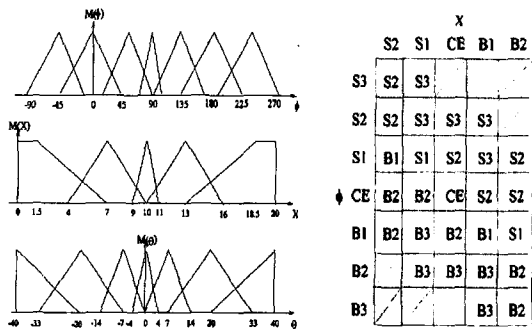 M(ϕ)
-90 -45 0 45 90 135 180 225 270 ϕ
M(X)
0 1.5 4 7 9 10 11 13 16 18.5 20 X
M(θ)
-40 -33 -20 -14 -7 -4 0 4 7 14 20 33 40 θ
X
S2 S1 CE B1 B2
S3 S2 S3
S2 S2 S3 S3 S3
S1 B1 S1 S2 S3 S2
ϕ CE B2 B2 CE S2 S2
B1 B2 B3 B2 B1 S1
B2 B3 B3 B3 B2
B3 B3 B2